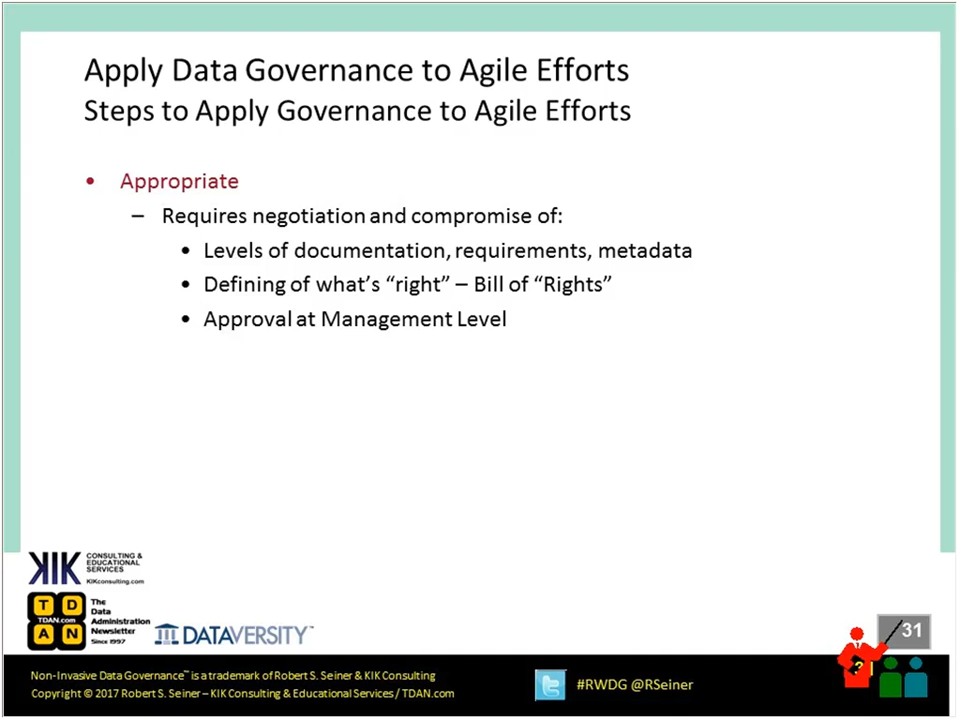 Apply Data Governance to Agile Efforts
Steps to Apply Governance to Agile Efforts
• Appropriate
– Requires negotiation and compromise of:
• Levels of documentation, requirements, metadata
• Defining of what's “right” – Bill of “Rights”
• Approval at Management Level
KIK
CONSULTING &
EDUCATIONAL
SERVICES
KIKconsulting.com
T D
TDAN.com
A N
The
Data
Administration
Newsletter
Since 1997
DATAVERSITY™
31
Non-Invasive Data Governance™ is a trademark of Robert S. Seiner & KIK Consulting
Copyright © 2017 Robert S. Seiner – KIK Consulting & Educational Services / TDAN.com
#RWDG @RSeiner